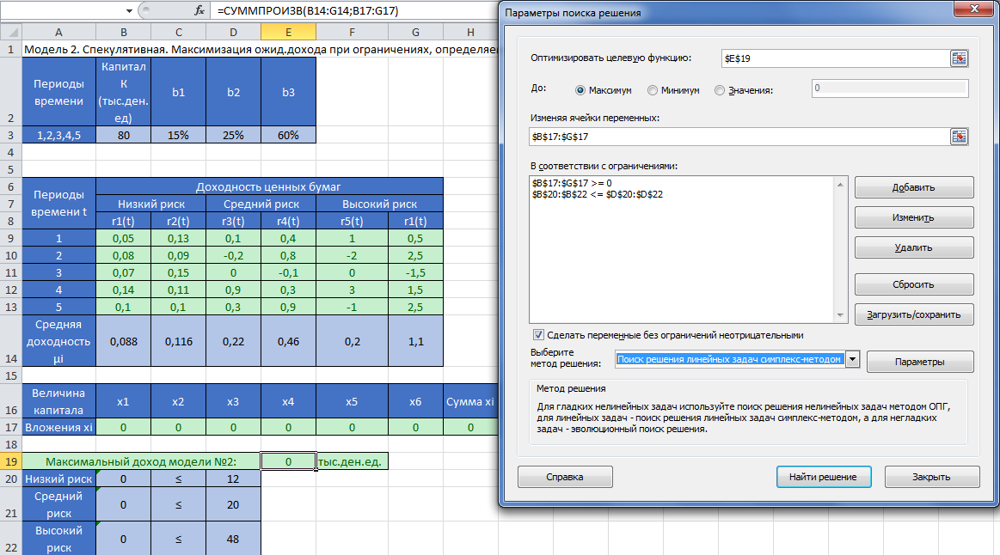 fx =СУММПРОИЗВ(B14:G14;B17:G17)
A B C D E F G H
1 Модель 2. Спекулятивная. Максимизация ожид.дохода при ограничениях, определяе
2 Периоды времени Капитал К (тыс.ден.ед) b1 b2 b3
3 1,2,3,4,5 80 15% 25% 60%
4
5
6 Периоды времени t Доходность ценных бумаг
7 Низкий риск Средний риск Высокий риск
8 r1(t) r2(t) r3(t) r4(t) r5(t) r1(t)
9 1 0,05 0,13 0,1 0,4 1 0,5
10 2 0,08 0,09 -0,2 0,8 -2 2,5
11 3 0,07 0,15 0 -0,1 0 -1,5
12 4 0,14 0,11 0,9 0,3 3 1,5
13 5 0,1 0,1 0,3 0,9 -1 2,5
14 Средняя доходность μi 0,088 0,116 0,22 0,46 0,2 1,1
15
16 Величина капитала x1 x2 x3 x4 x5 x6 Сумма xi
17 Вложения xi 0 0 0 0 0 0 0
18
19 Максимальный доход модели №2: 0 тыс.ден.ед.
20 Низкий риск 0 ≤ 12
21 Средний риск 0 ≤ 20
22 Высокий риск 0 ≤ 48
Параметры поиска решения
Оптимизировать целевую функцию: $E$19
До: Максимум Минимум Значения: 0
Изменяя ячейки переменных:
$B$17:$G$17
В соответствии с ограничениями:
$B$17:$G$17 >= 0
$B$20:$B$22 <= $D$20:$D$22
Добавить
Изменить
Удалить
Сбросить
Загрузить/сохранить
Сделать переменные без ограничений неотрицательными
Выберите метод решения: Поиск решения линейных задач симплекс-методом Параметры
Метод решения
Для гладких нелинейных задач используйте поиск решения нелинейных задач методом ОПГ,
для линейных задач - поиск решения линейных задач симплекс-методом, а для негладких
задач - эволюционный поиск решения.
Справка Найти решение Закрыть